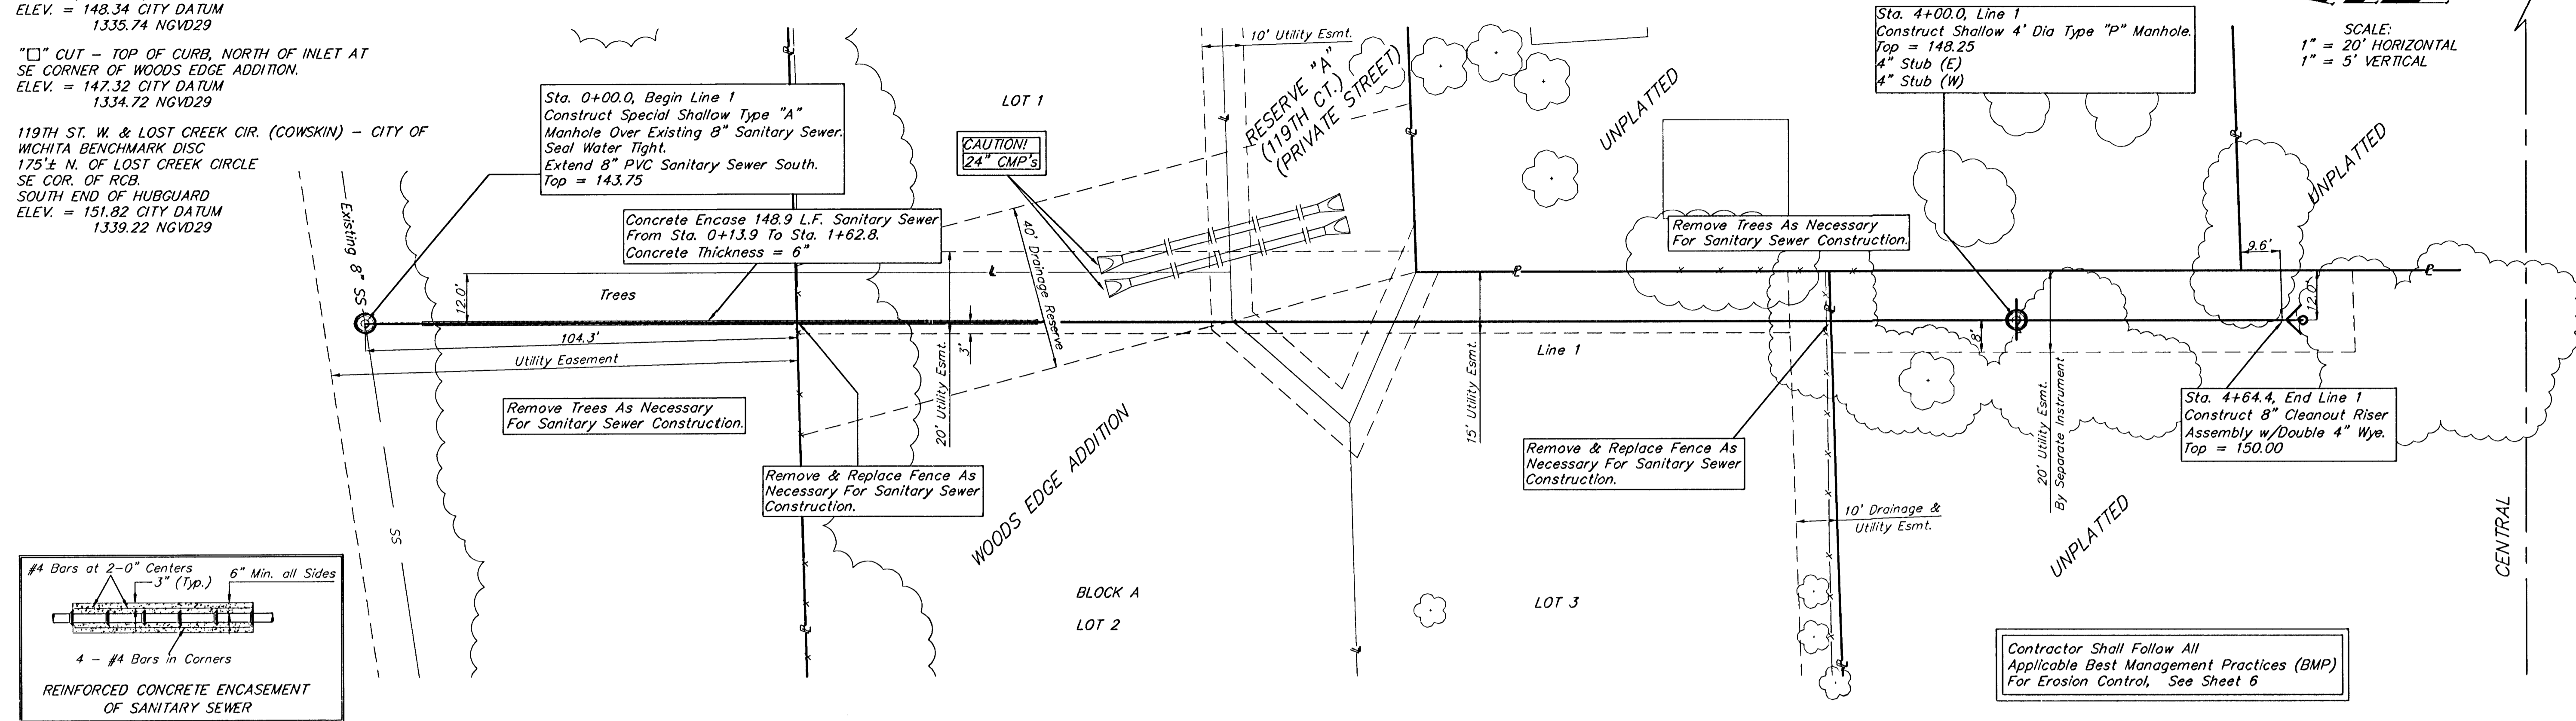 ELEV. = 148.34 CITY DATUM
1335.74 NGVD29
"□" CUT - TOP OF CURB, NORTH OF INLET AT
SE CORNER OF WOODS EDGE ADDITION.
ELEV. = 147.32 CITY DATUM
1334.72 NGVD29
119TH ST. W. & LOST CREEK CIR. (COWSKIN) - CITY OF
WICHITA BENCHMARK DISC
175'± N. OF LOST CREEK CIRCLE
SE COR. OF RCB.
SOUTH END OF HUBGUARD
ELEV. = 151.82 CITY DATUM
1339.22 NGVD29
Sta. 0+00.0, Begin Line 1
Construct Special Shallow Type "A"
Manhole Over Existing 8" Sanitary Sewer.
Seal Water Tight.
Extend 8" PVC Sanitary Sewer South.
Top = 143.75
Concrete Encase 148.9 L.F. Sanitary Sewer
From Sta. 0+13.9 To Sta. 1+62.8.
Concrete Thickness = 6"
Existing 8" SS
12.0'
Trees
104.3'
Utility Easement
SS
Remove Trees As Necessary
For Sanitary Sewer Construction.
Remove & Replace Fence As
Necessary For Sanitary Sewer
Construction.
LOT 1
CAUTION!
24" CMP's
10' Utility Esmt.
RESERVE "A"
(119TH CT.)
(PRIVATE STREET)
40' Drainage Reserve
20' Utility Esmt.
3'
WOODS EDGE ADDITION
BLOCK A
LOT 2
UNPLATTED
15' Utility Esmt.
Line 1
Remove Trees As Necessary
For Sanitary Sewer Construction.
Remove & Replace Fence As
Necessary For Sanitary Sewer
Construction.
LOT 3
10' Drainage &
Utility Esmt.
Sta. 4+00.0, Line 1
Construct Shallow 4' Dia Type "P" Manhole.
Top = 148.25
4" Stub (E)
4" Stub (W)
SCALE:
1" = 20' HORIZONTAL
1" = 5' VERTICAL
UNPLATTED
9.6'
12.0'
8'
20' Utility Esmt.
By Separate Instrument
Sta. 4+64.4, End Line 1
Construct 8" Cleanout Riser
Assembly w/Double 4" Wye.
Top = 150.00
UNPLATTED
CENTRAL
Contractor Shall Follow All
Applicable Best Management Practices (BMP)
For Erosion Control, See Sheet 6
#4 Bars at 2-0" Centers
3" (Typ.)
6" Min. all Sides
4 - #4 Bars in Corners
REINFORCED CONCRETE ENCASEMENT
OF SANITARY SEWER